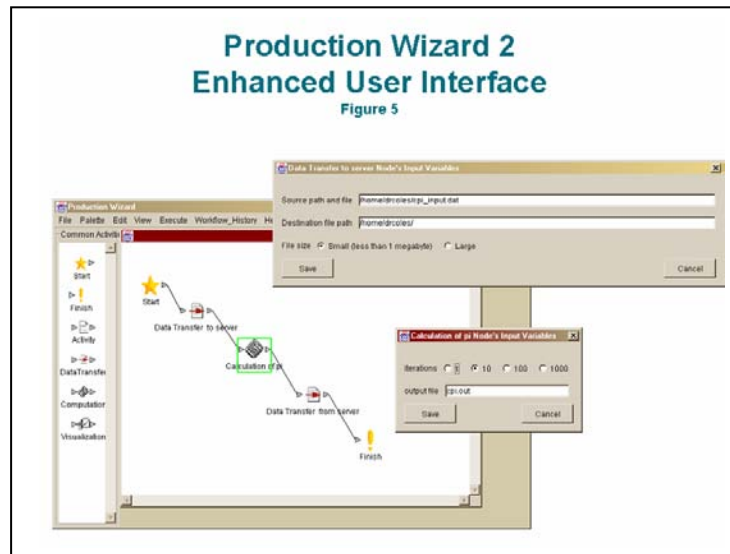 Production Wizard 2
Enhanced User Interface
Figure 5
Data Transfer to server Node's Input Variables
Source path and file /home/drcoles/cpi_input.dat
Destination file path /home/drcoles/
File size Small (less than 1 megabyte) Large
Save Cancel
Production Wizard
File Palette Edit View Execute Workflow_History
Common Activiti
Start
Finish
Activity
DataTransfer
Computation
Visualization
Start
Data Transfer to server
Calculation of pi
Data Transfer from server
Finish
Calculation of pi Node's Input Variables
iterations 1 10 100 1000
output file cpi.out
Save Cancel